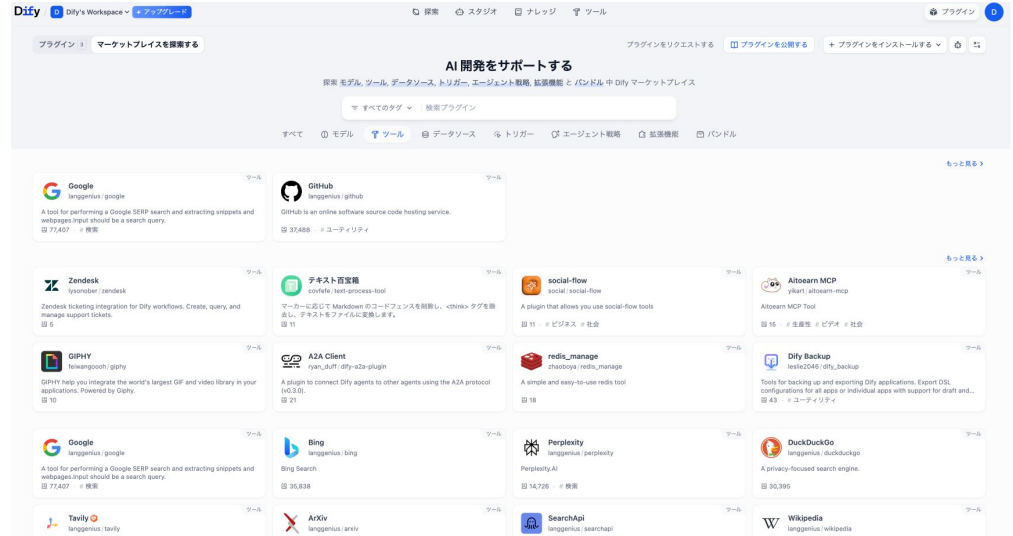 Dify / D Dify's Workspace + アップグレード
探索 スタジオ ナレッジ ツール
プラグイン D
プラグイン 3 マーケットプレイスを探索する
プラグインをリクエストする プラグインを公開する + プラグインをインストールする
AI 開発をサポートする
探索 モデル, ツール, データソース, トリガー, エージェント戦略, 拡張機能 と バンドル 中 Dify マーケットプレイス
すべてのタグ 検索プラグイン
すべて モデル ツール データソース トリガー エージェント戦略 拡張機能 バンドル
もっと見る
ツール
Google
langgenius / google
A tool for performing a Google SERP search and extracting snippets and
webpages.Input should be a search query.
77,407 · # 検索
ツール
GitHub
langgenius / github
GitHub is an online software source code hosting service.
37,488 · # ユーティリティ
もっと見る
ツール
Zendesk
lysonober / zendesk
Zendesk ticketing integration for Dify workflows. Create, query, and
manage support tickets.
5
ツール
テキスト百宝箱
covfefe / text-process-tool
マーカーに応じて Markdown のコードフェンスを削除し、<think> タグを除
去し、テキストをファイルに変換します。
11
ツール
social-flow
social / social-flow
A plugin that allows you use social-flow tools
11 · # ビジネス # 社会
ツール
Aitoearn MCP
yikart / aitoearn-mcp
Aitoearn MCP Tool
15 · # 生産性 # ビデオ # 社会
ツール
GIPHY
feiwangoooh / giphy
GIPHY help you integrate the world's largest GIF and video library in your
applications. Powered by Giphy.
10
ツール
A2A Client
ryan_duff / dify-a2a-plugin
A plugin to connect Dify agents to other agents using the A2A protocol
(v0.3.0).
21
ツール
redis_manage
zhaoboya / redis_manage
A simple and easy-to-use redis tool
18
ツール
Dify Backup
leslie2046 / dify_backup
Tools for backing up and exporting Dify applications. Export DSL
configurations for all apps or individual apps with support for draft and...
43 · # ユーティリティ
ツール
Google
langgenius / google
A tool for performing a Google SERP search and extracting snippets and
webpages.Input should be a search query.
77,407 · # 検索
ツール
Bing
langgenius / bing
Bing Search
35,838
ツール
Perplexity
langgenius / perplexity
Perplexity.AI
14,726 · # 検索
ツール
DuckDuckGo
langgenius / duckduckgo
A privacy-focused search engine.
30,395
ツール
Tavily
langgenius / tavily
ツール
ArXiv
langgenius / arxiv
ツール
SearchApi
langgenius / searchapi
ツール
Wikipedia
langgenius / wikipedia